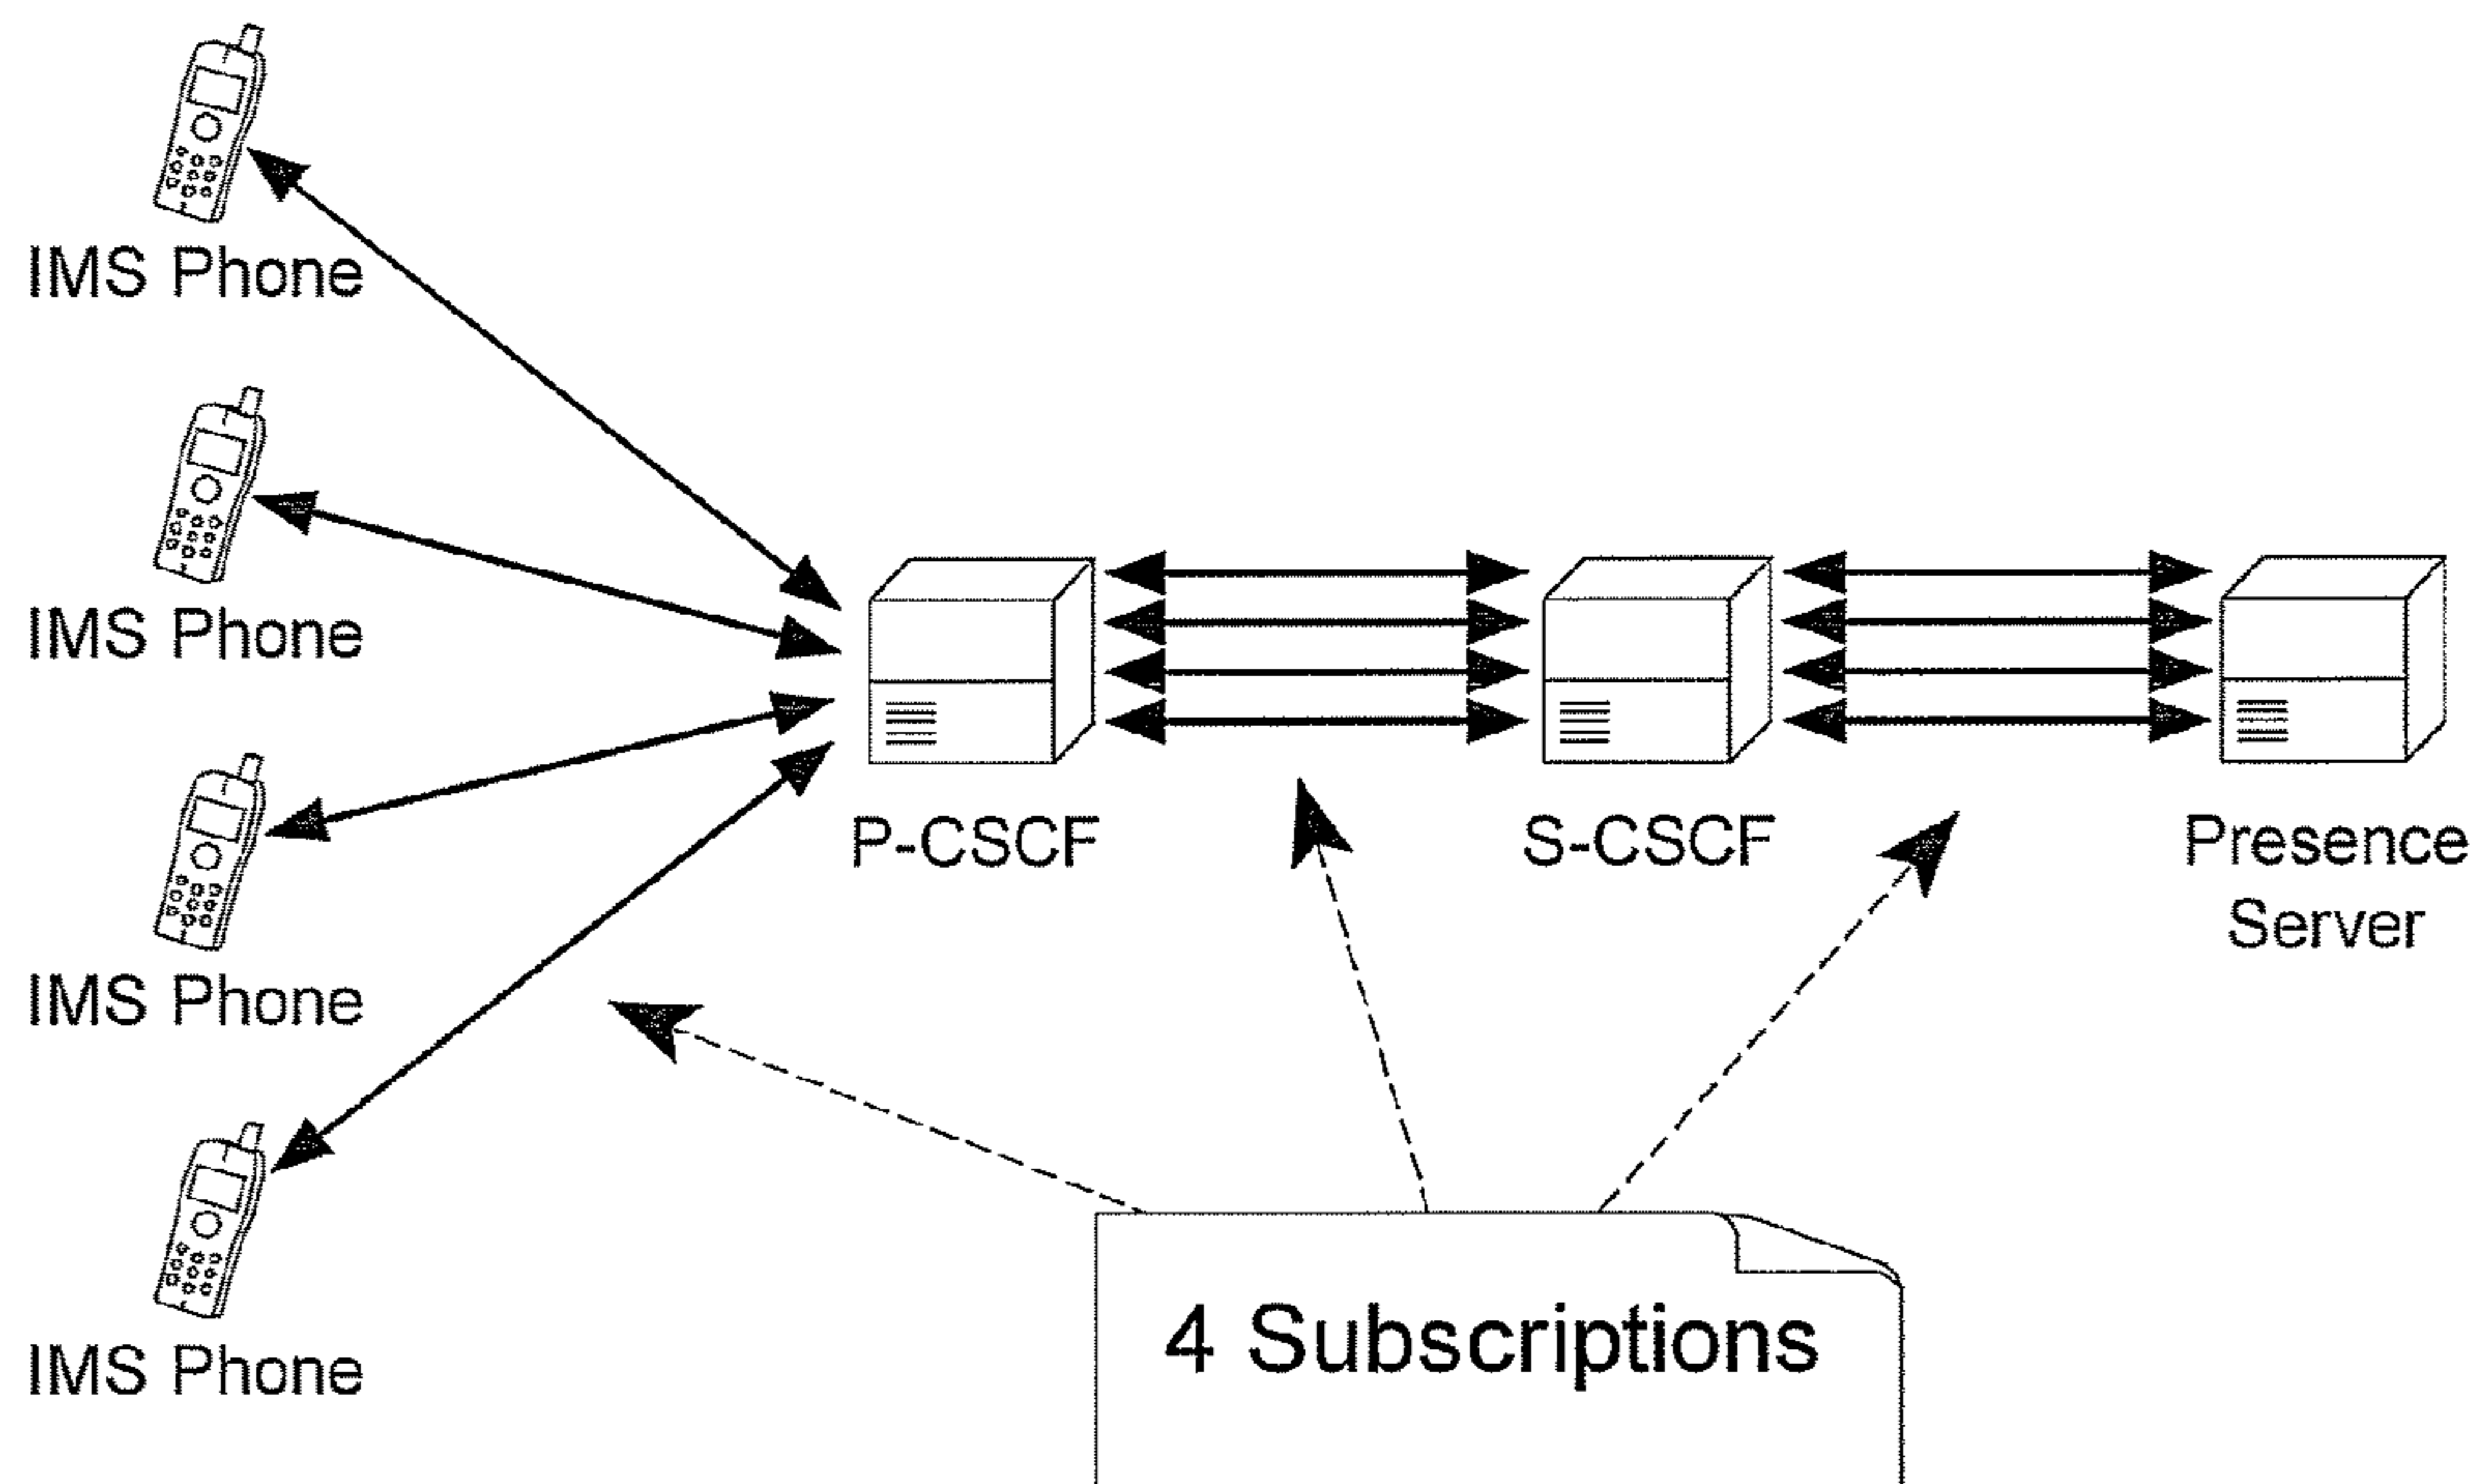 IMS Phone
IMS Phone
IMS Phone
IMS Phone
P-CSCF
S-CSCF
Presence
Server
4 Subscriptions